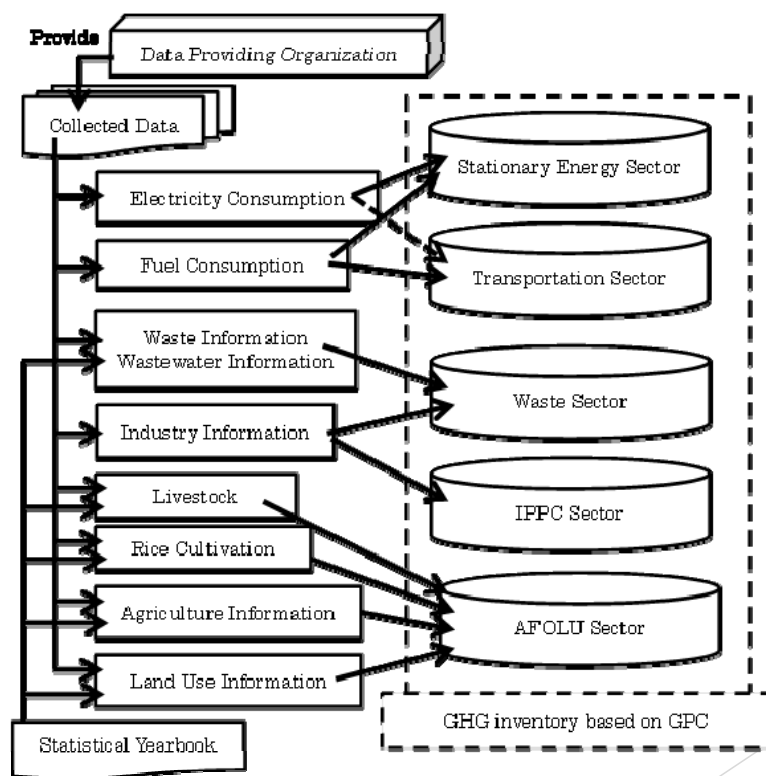 Provide
Data Providing Organization
Collected Data
Stationary Energy Sector
Electricity Consumption
Fuel Consumption
Transportation Sector
Waste Information
Wastewater Information
Waste Sector
Industry Information
Livestock
IPPC Sector
Rice Cultivation
Agriculture Information
AFOLU Sector
Land Use Information
GHG inventory based on GPC
Statistical Yearbook